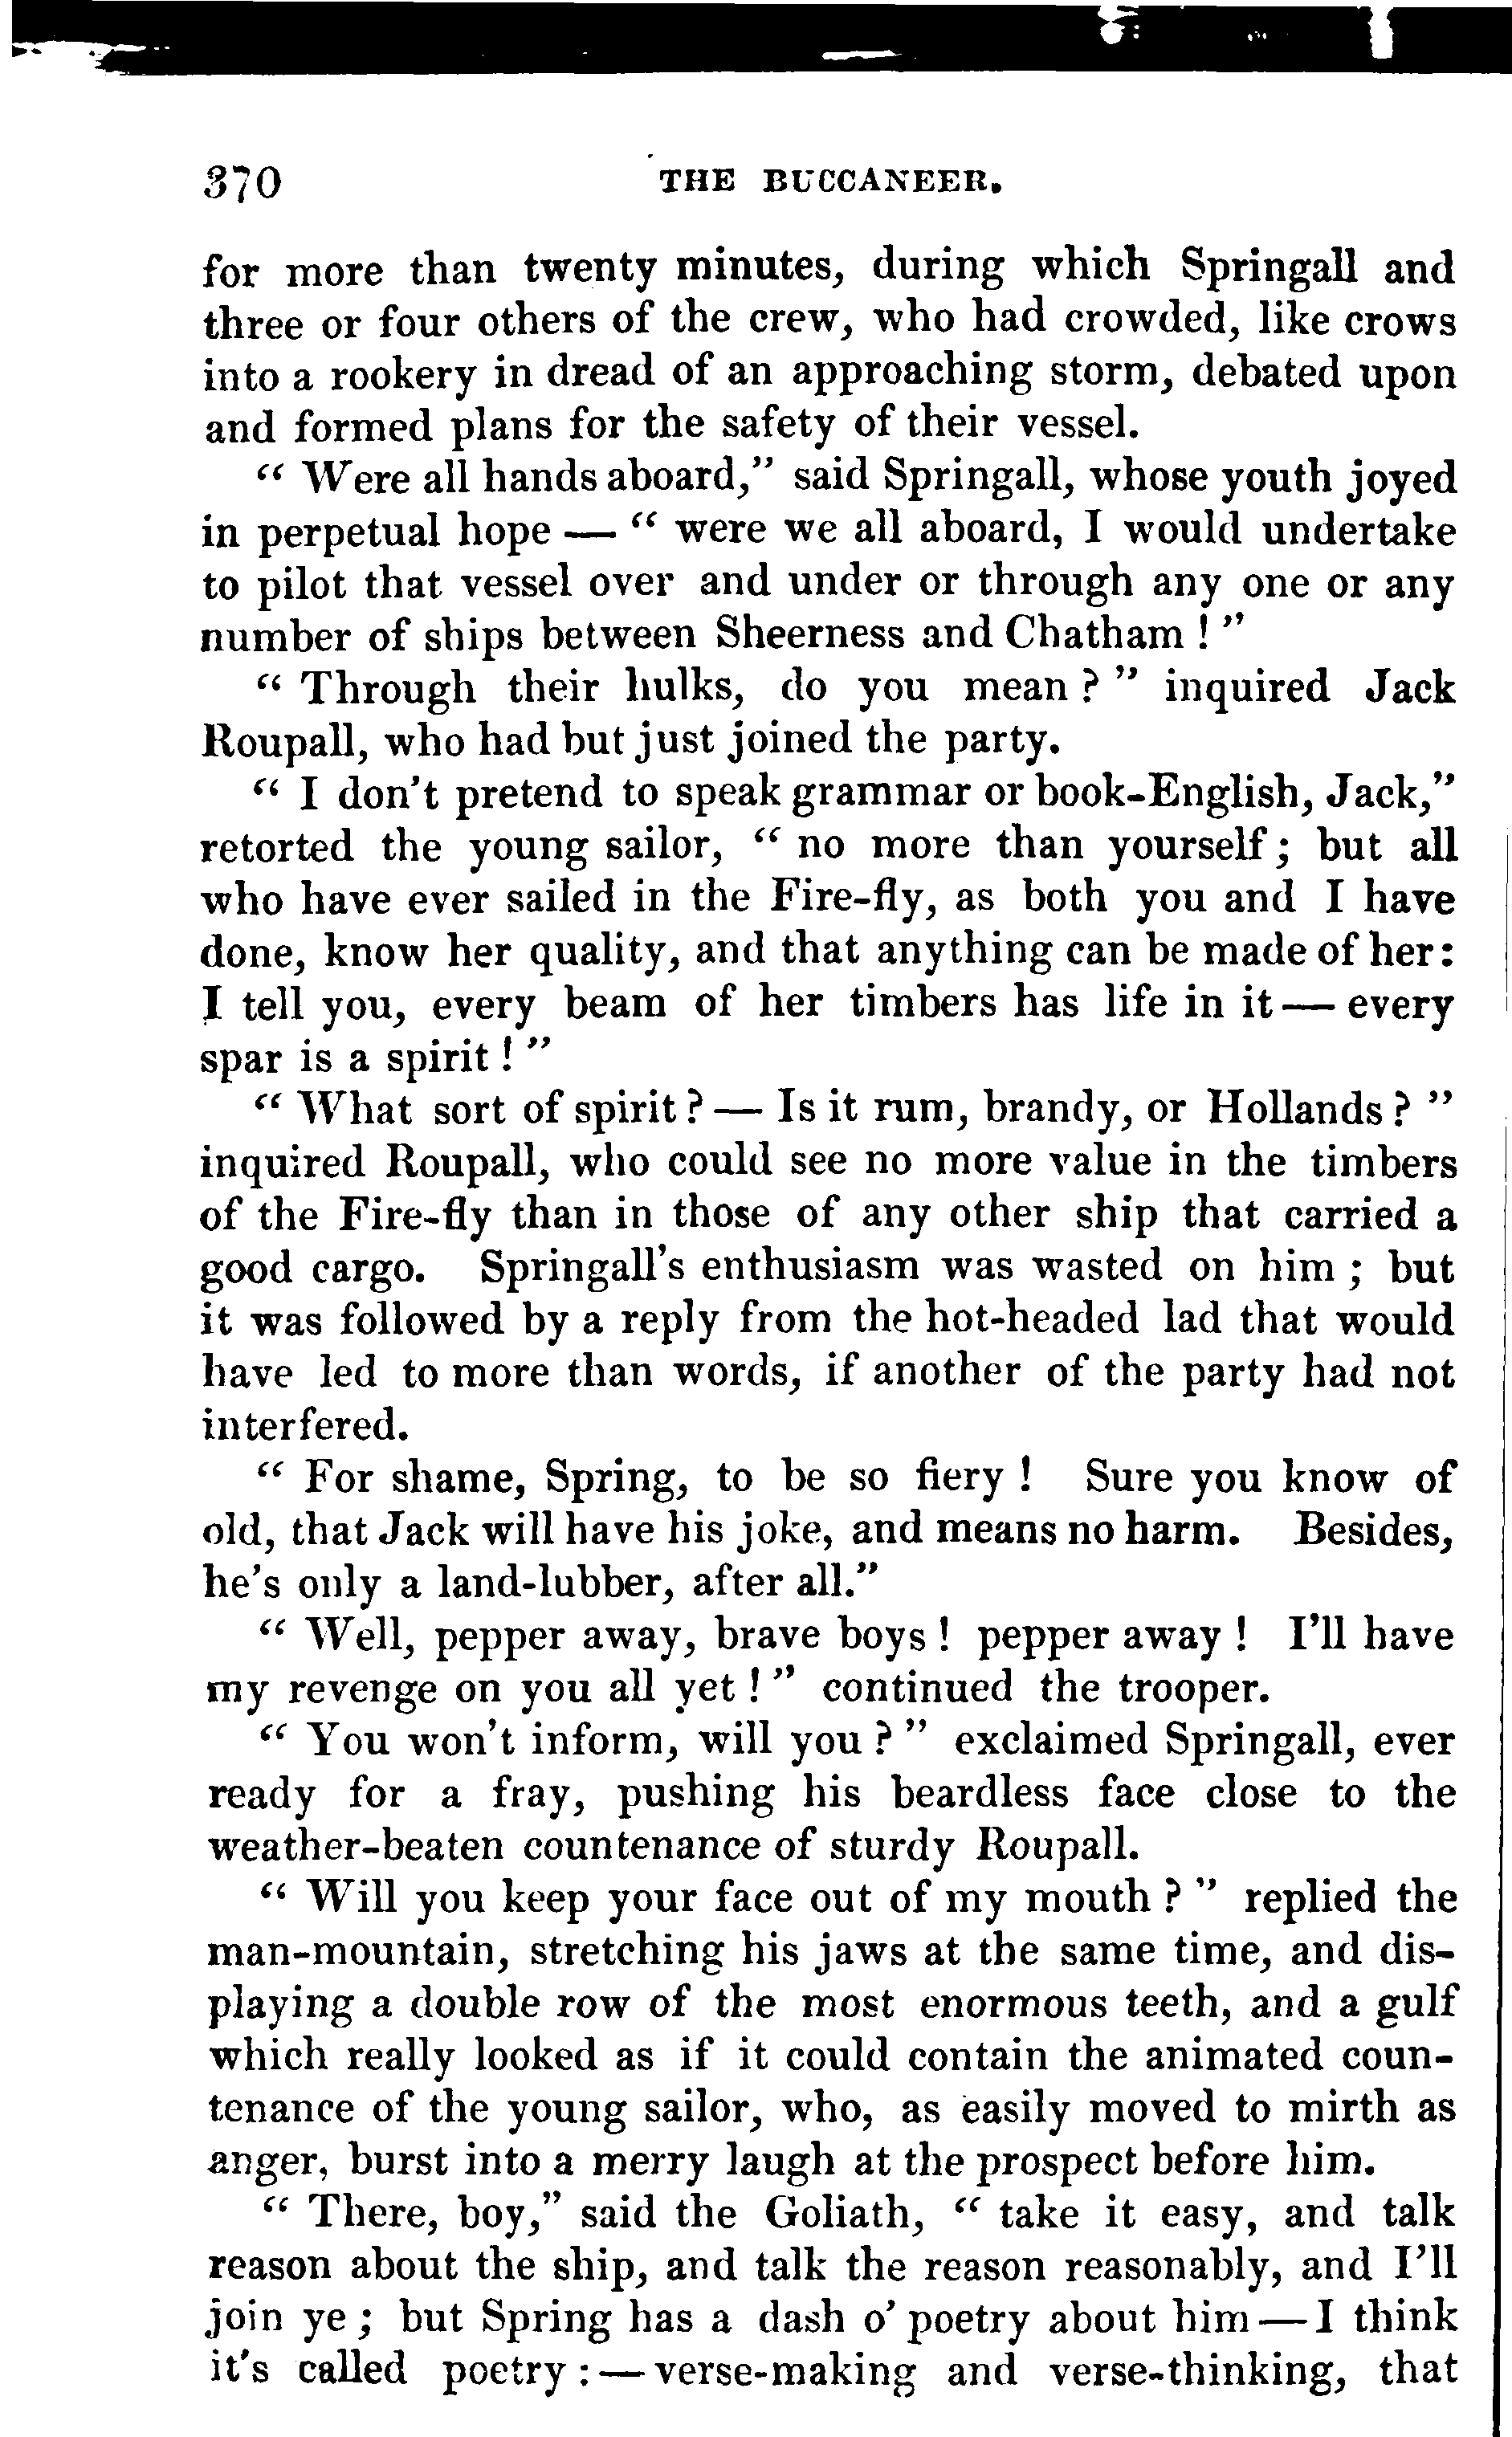 370 THE BUCCANEER.
for more than twenty minutes, during which Springall and
three or four others of the crew, who had crowded, like crows
into a rookery in dread of an approaching storm, debated upon
and formed plans for the safety of their vessel.
“ Were all hands aboard,” said Springall, whose youth joyed
in perpetual hope — “ were we all aboard, I would undertake
to pilot that vessel over and under or through any one or any
number of ships between Sheerness and Chatham ! ”
“ Through their hulks, do you mean ? ” inquired Jack
Roupall, who had but just joined the party.
“ I don't pretend to speak grammar or book-English, Jack,”
retorted the young sailor, “ no more than yourself ; but all
who have ever sailed in the Fire-fly, as both you and I have
done, know her quality, and that anything can be made of her :
I tell you, every beam of her timbers has life in it — every
spar is a spirit ! ”
“ What sort of spirit ? — Is it rum, brandy, or Hollands ? ”
inquired Roupall, who could see no more value in the timbers
of the Fire-fly than in those of any other ship that carried a
good cargo. Springall's enthusiasm was wasted on him ; but
it was followed by a reply from the hot-headed lad that would
have led to more than words, if another of the party had not
interfered.
“ For shame, Spring, to be so fiery ! Sure you know of
old, that Jack will have his joke, and means no harm. Besides,
he's only a land-lubber, after all.”
“ Well, pepper away, brave boys ! pepper away ! I'll have
my revenge on you all yet ! ” continued the trooper.
“ You won't inform, will you ? ” exclaimed Springall, ever
ready for a fray, pushing his beardless face close to the
weather-beaten countenance of sturdy Roupall.
“ Will you keep your face out of my mouth ? ” replied the
man-mountain, stretching his jaws at the same time, and dis-
playing a double row of the most enormous teeth, and a gulf
which really looked as if it could contain the animated coun-
tenance of the young sailor, who, as easily moved to mirth as
anger, burst into a merry laugh at the prospect before him.
“ There, boy,” said the Goliath, “ take it easy, and talk
reason about the ship, and talk the reason reasonably, and I'll
join ye ; but Spring has a dash o' poetry about him — I think
it's called poetry : — verse-making and verse-thinking, that